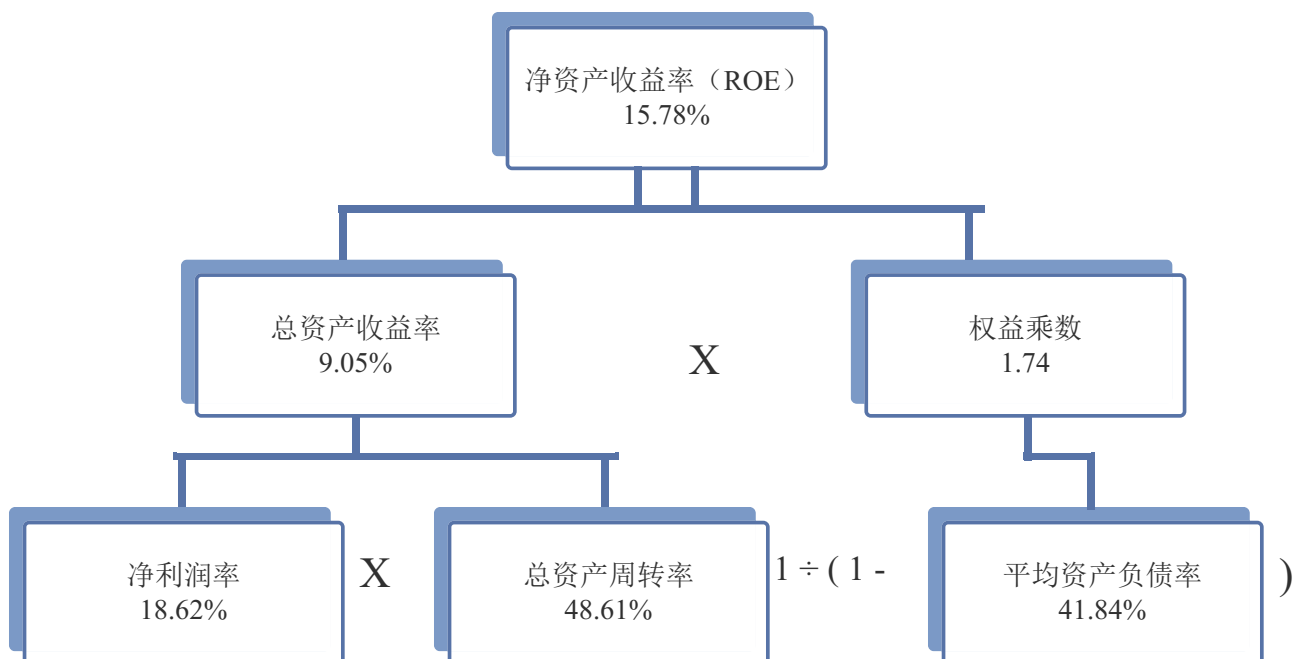 净资产收益率（ROE）
15.78%
总资产收益率
9.05%
X
权益乘数
1.74
净利润率
18.62%
X
总资产周转率
48.61%
1 ÷ ( 1 -
平均资产负债率
41.84%
)